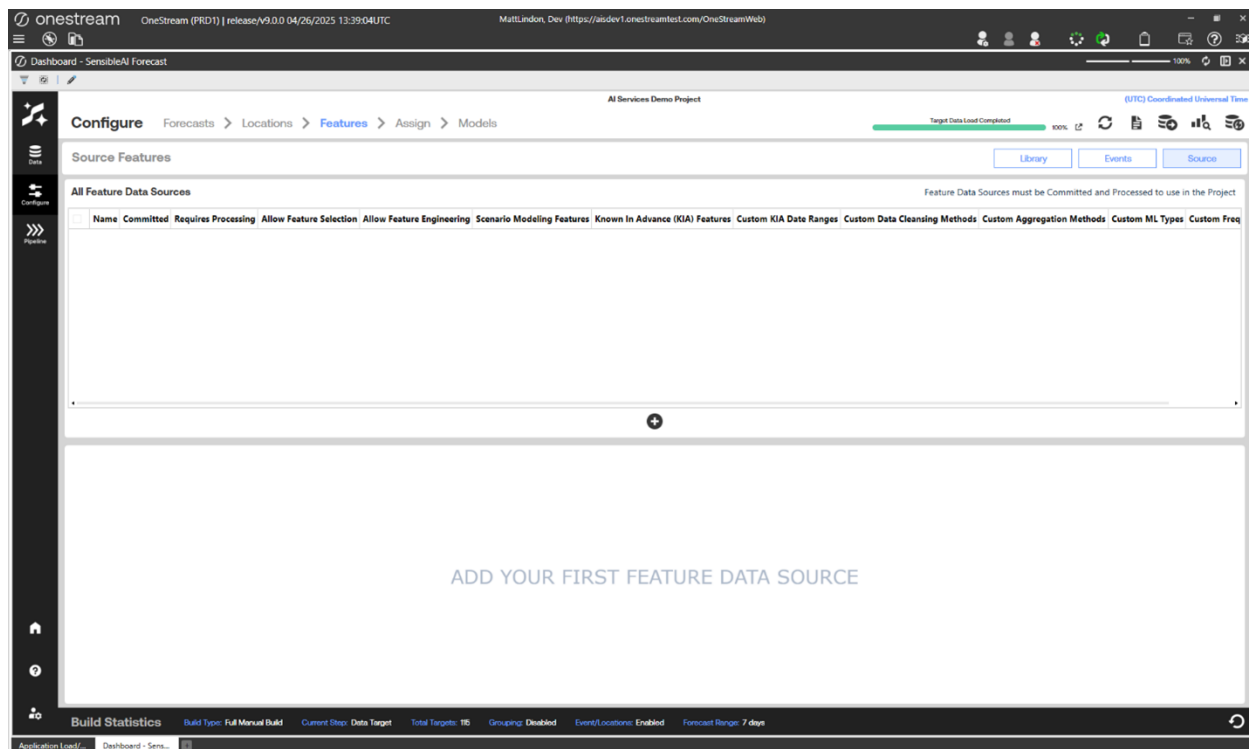 onestream OneStream (PRD1) | release/v9.0.0 04/26/2025 13:39:04UTC MattLindon, Dev (https://aisdev1.onestreamtest.com/OneStreamWeb)
Dashboard - SensibleAI Forecast 100%
AI Services Demo Project (UTC) Coordinated Universal Time
Configure Forecasts > Locations > Features > Assign > Models Target Data Load Completed 100%
Data
Source Features Library Events Source
Configure
All Feature Data Sources Feature Data Sources must be Committed and Processed to use in the Project
Name Committed Requires Processing Allow Feature Selection Allow Feature Engineering Scenario Modeling Features Known In Advance (KIA) Features Custom KIA Date Ranges Custom Data Cleansing Methods Custom Aggregation Methods Custom ML Types Custom Freq
Pipeline
ADD YOUR FIRST FEATURE DATA SOURCE
Build Statistics Build Type: Full Manual Build Current Step: Data Target Total Targets: 115 Grouping: Disabled Event/Locations: Enabled Forecast Range: 7 days
Application Load/... Dashboard - Sens...